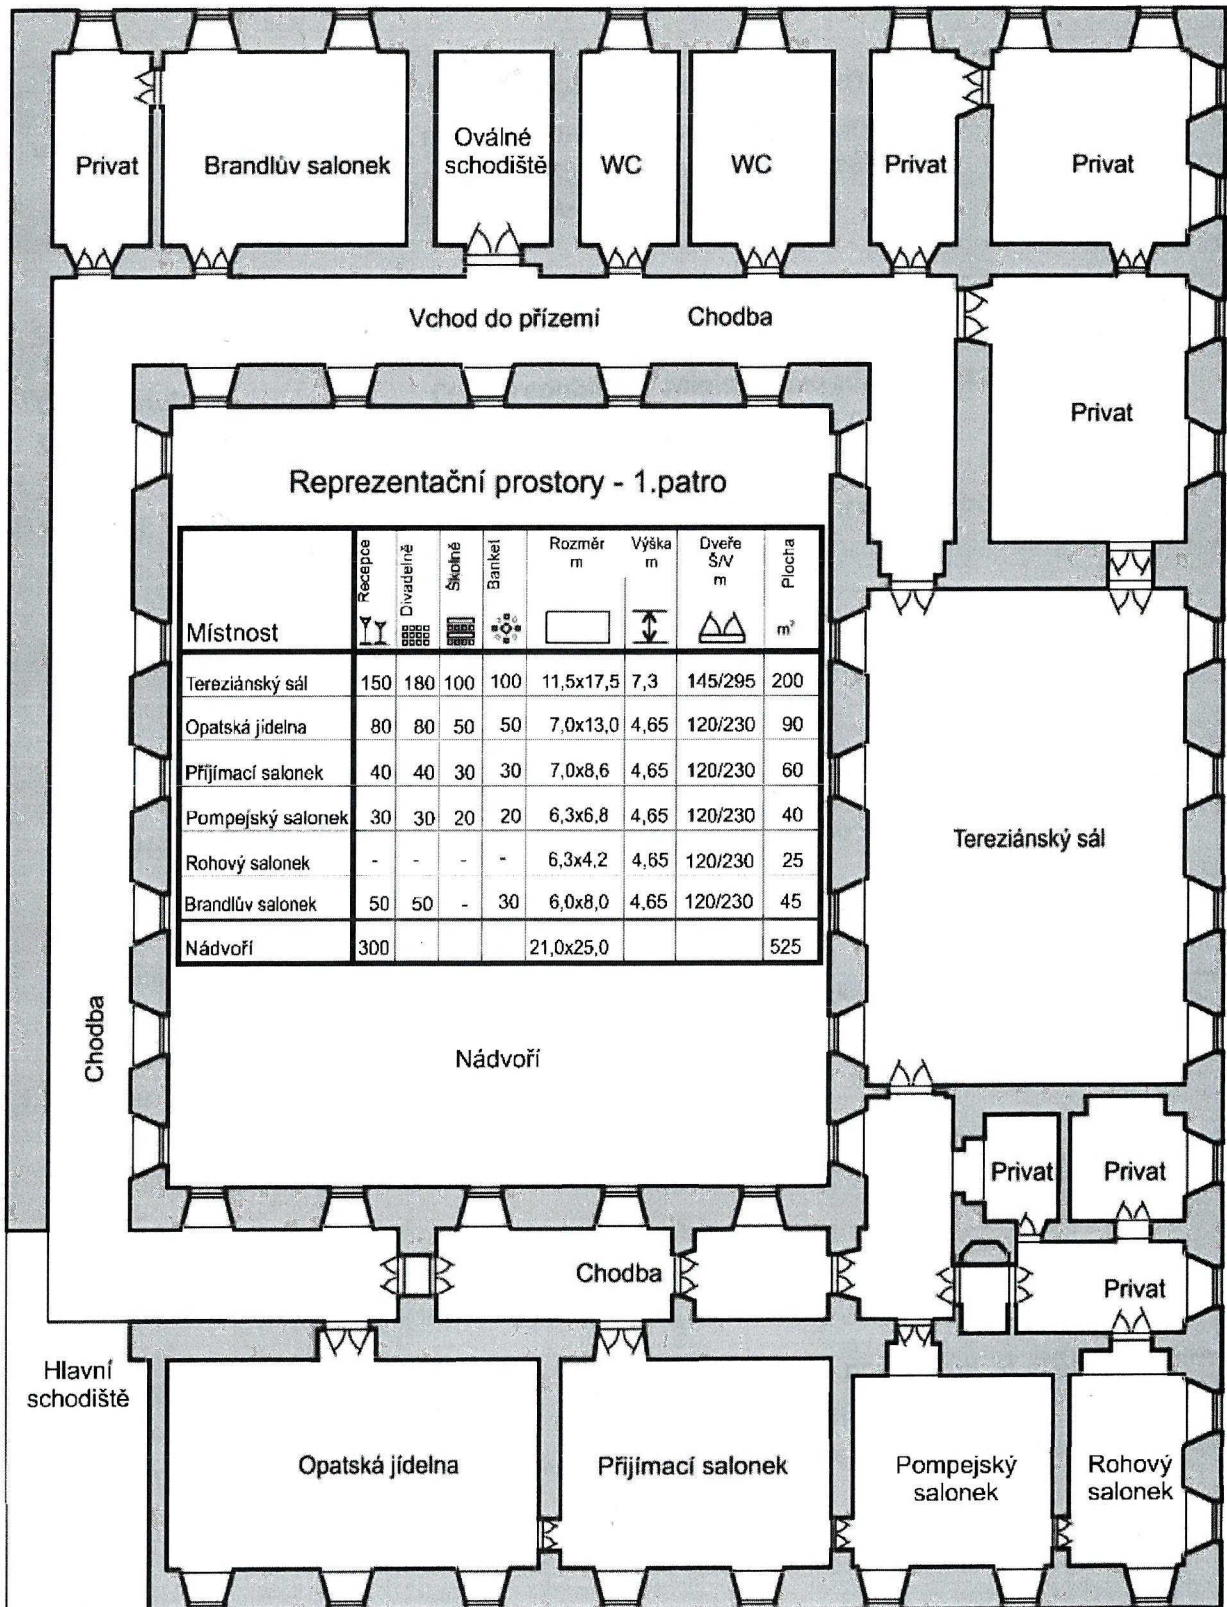 Privat
Brandlův salonek
Oválné
schodiště
WC
WC
Privat
Privat
Vchod do přízemí
Chodba
Privat
Reprezentační prostory - 1.patro
Místnost Recepce Divadelně Školně Banket Rozměr m Výška m Dveře Š/V m Plocha m²
Tereziánský sál 150 180 100 100 11,5x17,5 7,3 145/295 200
Opatská jídelna 80 80 50 50 7,0x13,0 4,65 120/230 90
Příjímací salonek 40 40 30 30 7,0x8,6 4,65 120/230 60
Pompejský salonek 30 30 20 20 6,3x6,8 4,65 120/230 40
Rohový salonek - - - - 6,3x4,2 4,65 120/230 25
Brandlův salonek 50 50 - 30 6,0x8,0 4,65 120/230 45
Nádvoří 300 21,0x25,0 525
Tereziánský sál
Chodba
Nádvoří
Privat
Privat
Chodba
Privat
Hlavní
schodiště
Opatská jídelna
Přijímací salonek
Pompejský
salonek
Rohový
salonek